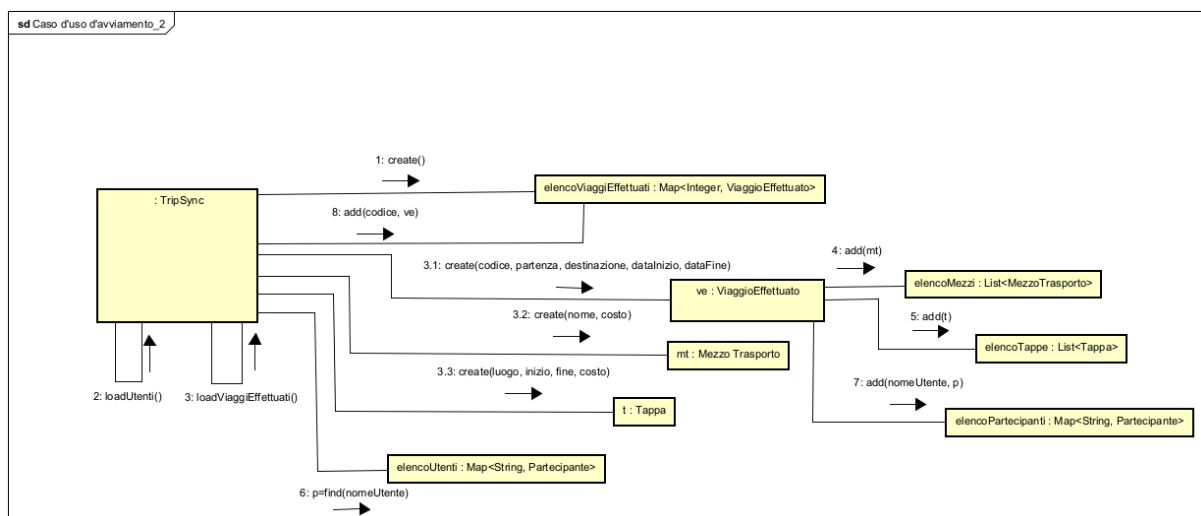 sd Caso d'uso d'avviamento_2
1: create()
elencoViaggiEffettuati : Map<Integer, ViaggioEffettuato>
: TripSync
8: add(codice, ve)
4: add(mt)
3.1: create(codice, partenza, destinazione, dataInizio, dataFine)
elencoMezzi : List<MezzoTrasporto>
ve : ViaggioEffettuato
3.2: create(nome, costo)
5: add(t)
elencoTappe : List<Tappa>
mt : Mezzo Trasporto
3.3: create(luogo, inizio, fine, costo)
7: add(nomeUtente, p)
2: loadUtenti()
3: loadViaggiEffettuati()
t : Tappa
elencoPartecipanti : Map<String, Partecipante>
elencoUtenti : Map<String, Partecipante>
6: p=find(nomeUtente)